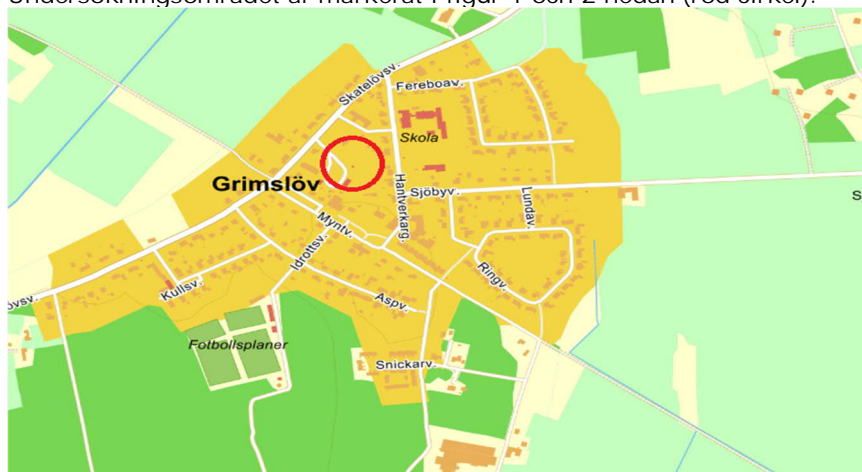 Undersökningsområdet är markerat i figur 1 och 2 nedan (röd cirkel).
Skatelövsv.
Fereboav.
Skola
Grimslöv
Hantverkarg.
Sjöbyv.
Lundav.
S
Myntv.
Idrottsv.
Ringv.
Kullsv.
övsv.
Aspv.
Fotbollsplaner
Snickarv.